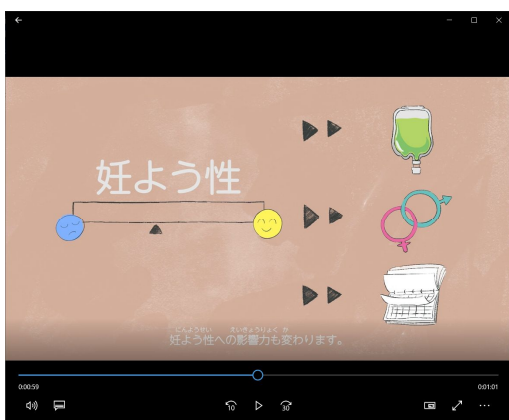 妊よう性
にんようせい えいきょうりょく か
妊よう性への影響力も変わります。
0:00:59
0:01:01
10
30